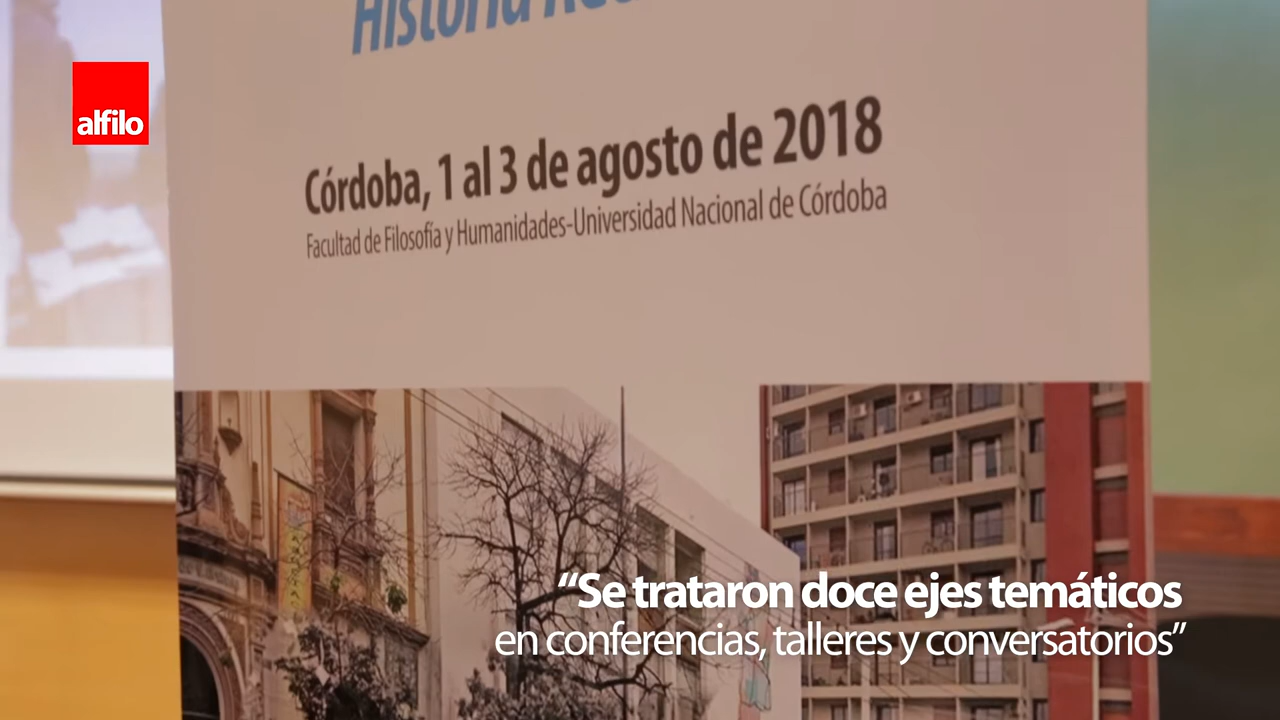 Historia
alfilo
Córdoba, 1 al 3 de agosto de 2018
Facultad de Filosofía y Humanidades-Universidad Nacional de Córdoba
“Se trataron doce ejes temáticos
en conferencias, talleres y conversatorios”